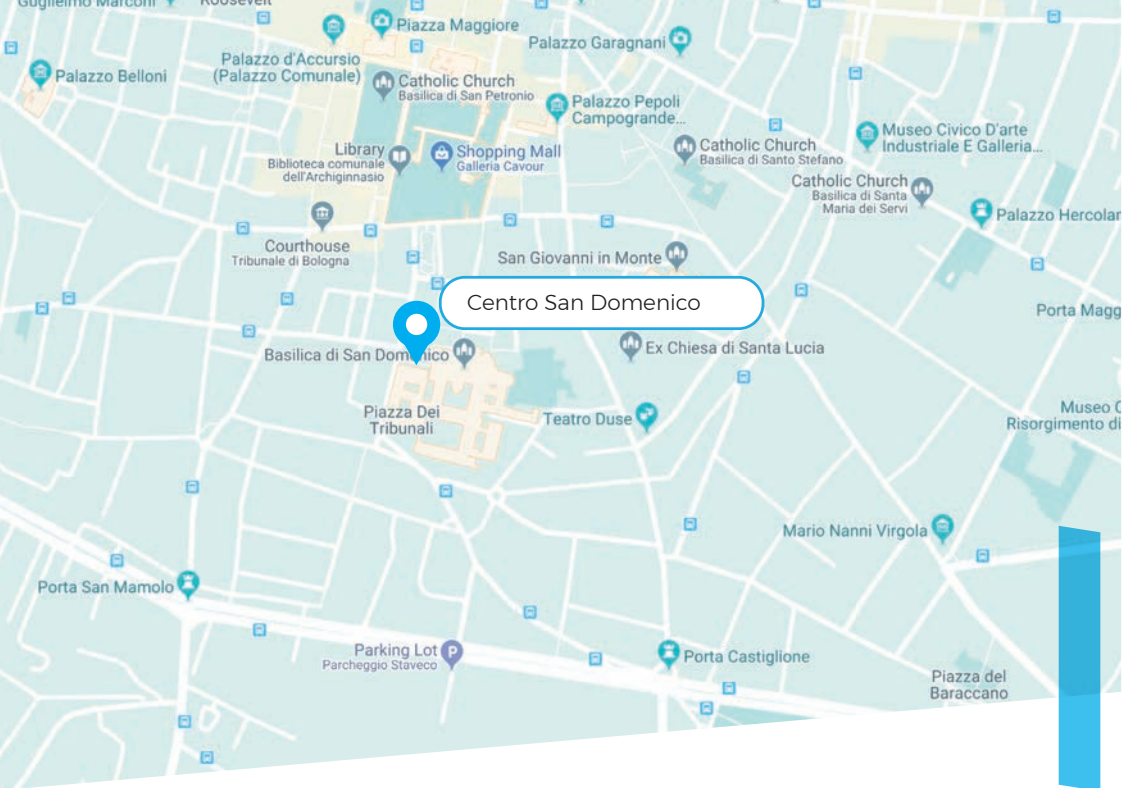 Guglielmo Marconi
Roosevelt
Piazza Maggiore
Palazzo Garagnani
Palazzo d'Accursio
(Palazzo Comunale)
Palazzo Belloni
Catholic Church
Basilica di San Petronio
Palazzo Pepoli
Campogrande...
Museo Civico D'arte
Industriale E Galleria...
Library
Biblioteca comunale
dell'Archiginnasio
Shopping Mall
Galleria Cavour
Catholic Church
Basilica di Santo Stefano
Catholic Church
Basilica di Santa
Maria dei Servi
Palazzo Hercolan
Courthouse
Tribunale di Bologna
San Giovanni in Monte
Centro San Domenico
Porta Magg
Basilica di San Domenico
Ex Chiesa di Santa Lucia
Piazza Dei
Tribunali
Teatro Duse
Museo C
Risorgimento di
Mario Nanni Virgola
Porta San Mamolo
Parking Lot
P
Parcheggio Staveco
Porta Castiglione
Piazza del
Baraccano